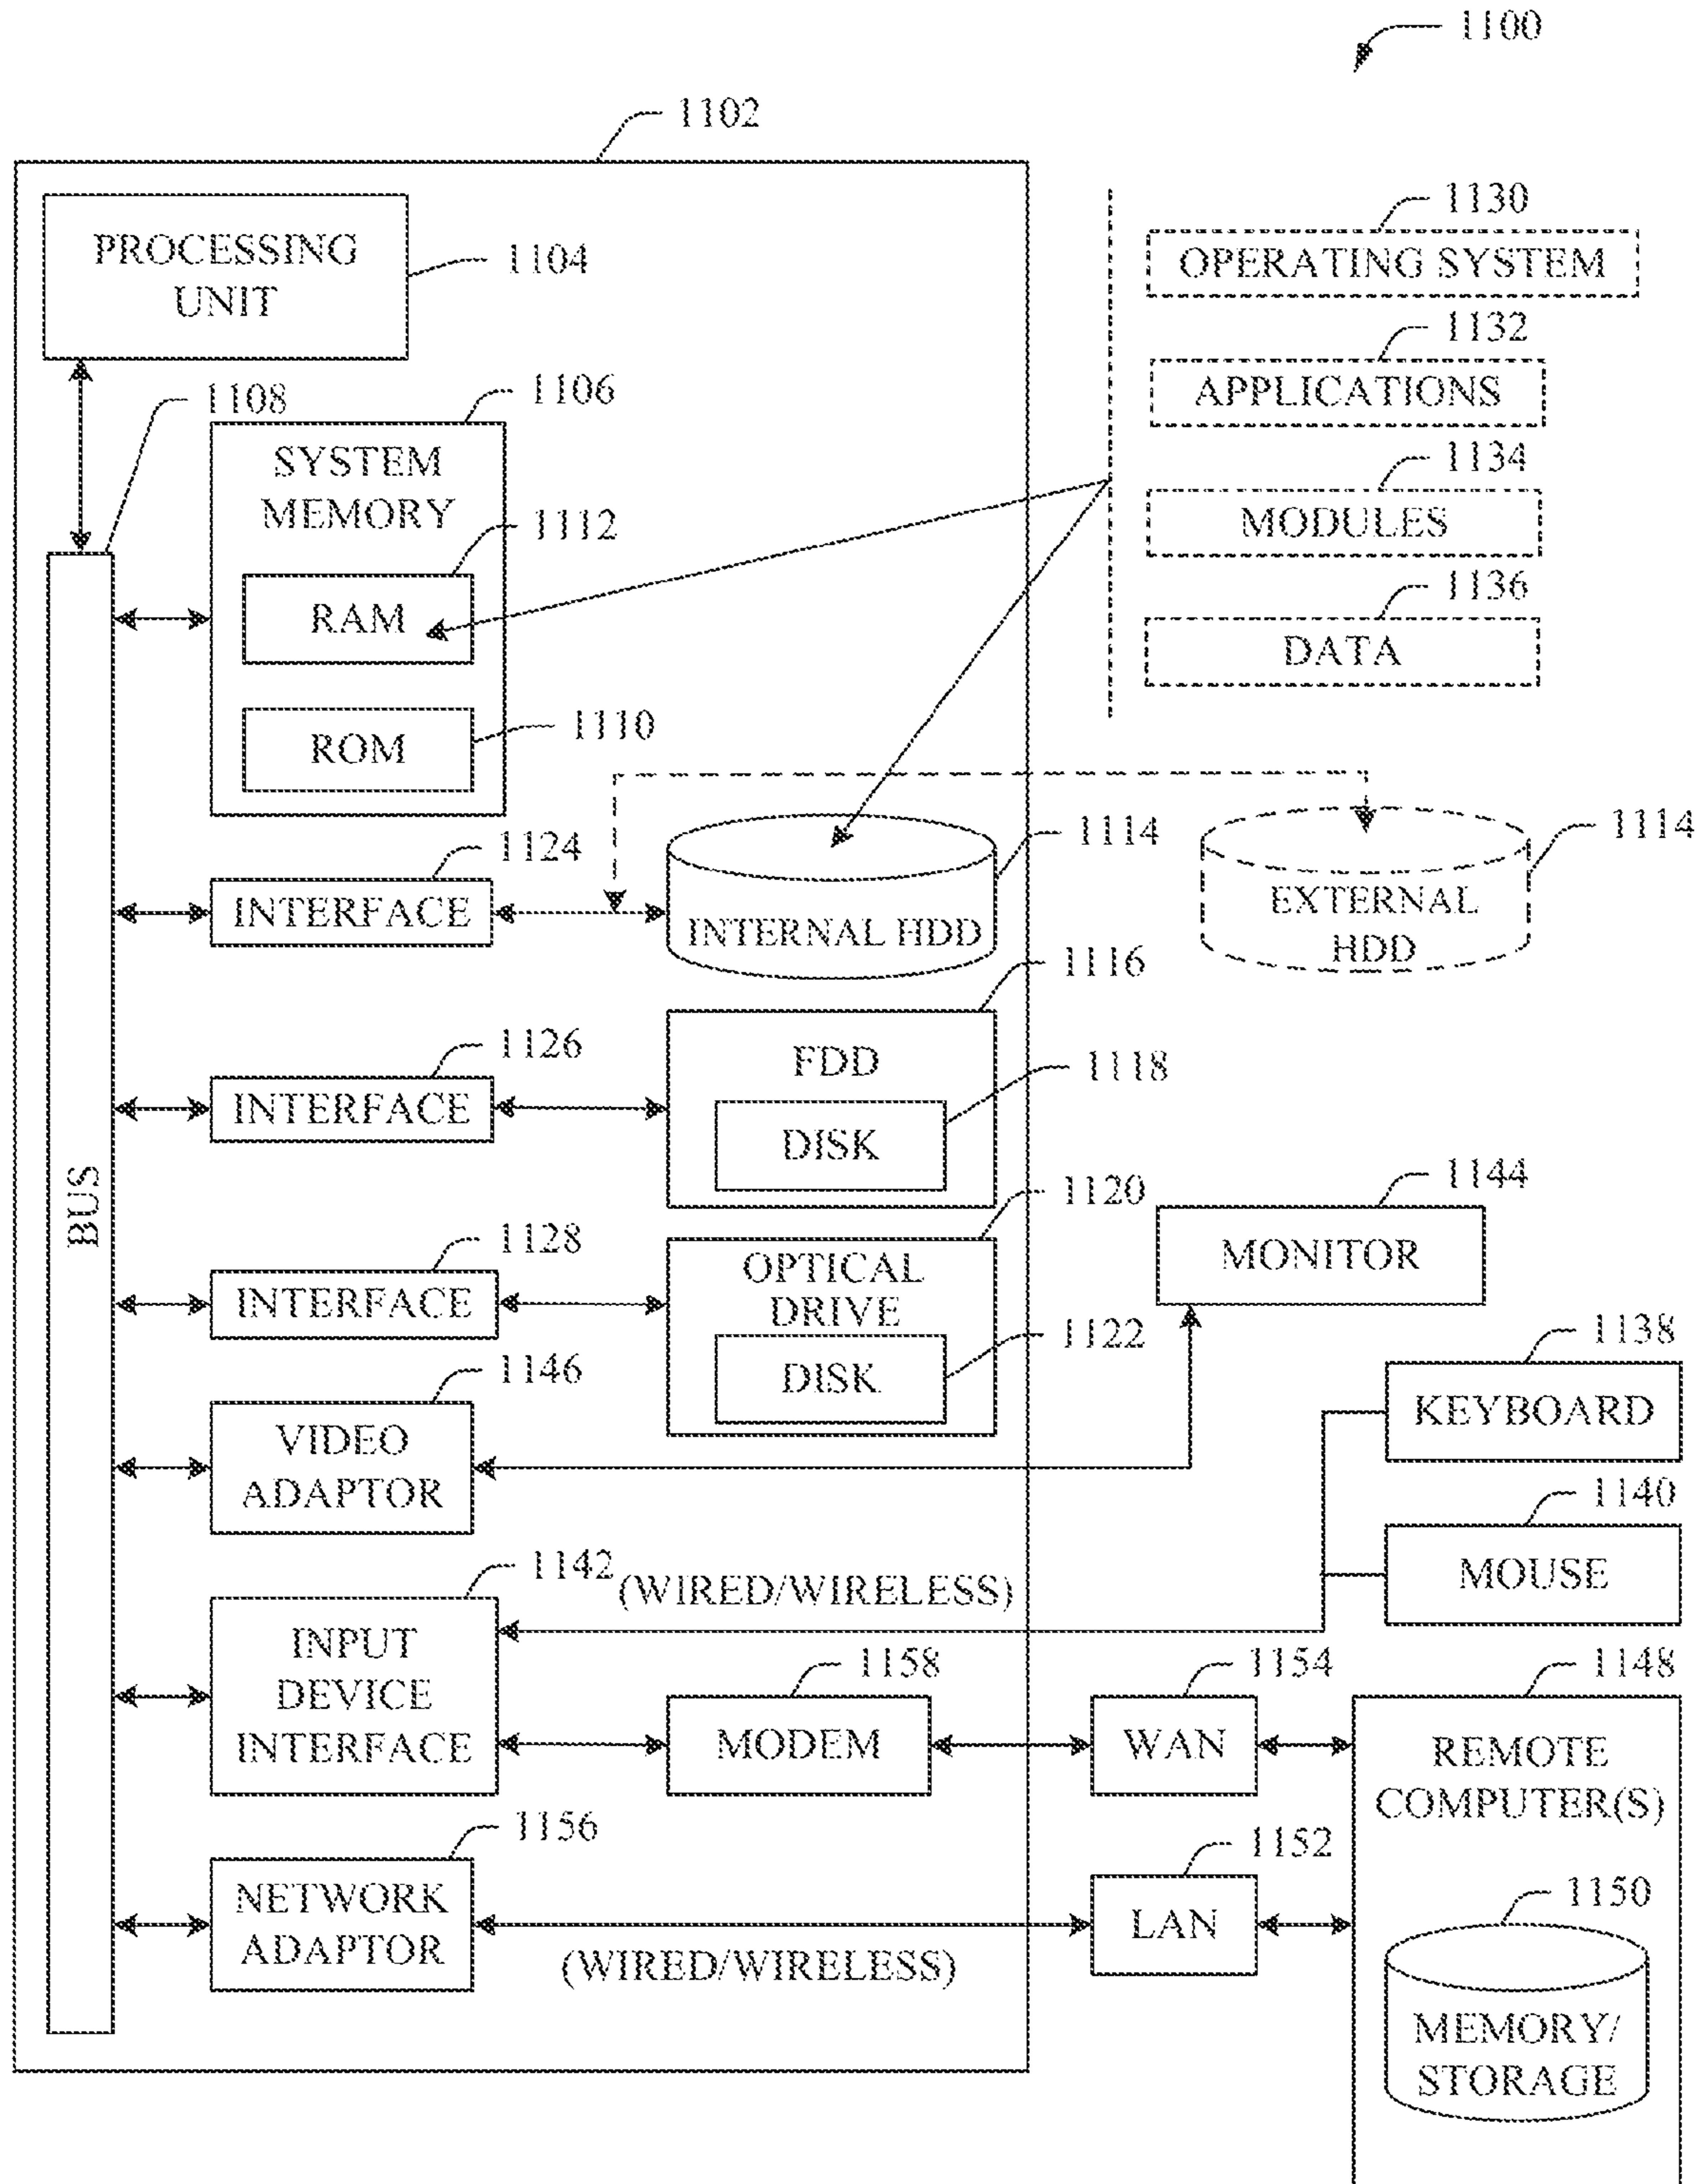 1100
1102
PROCESSING
UNIT
1104
1130
OPERATING SYSTEM
1132
APPLICATIONS
1134
MODULES
1136
DATA
1108
1106
SYSTEM
MEMORY
1112
RAM
1110
ROM
1124
INTERFACE
1114
INTERNAL HDD
1114
EXTERNAL
HDD
1116
FDD
1118
DISK
1126
INTERFACE
BUS
1120
OPTICAL
DRIVE
1122
DISK
1128
INTERFACE
1144
MONITOR
1146
VIDEO
ADAPTOR
1138
KEYBOARD
1140
MOUSE
1142
(WIRED/WIRELESS)
INPUT
DEVICE
INTERFACE
1158
MODEM
1154
WAN
1148
REMOTE
COMPUTER(S)
1156
NETWORK
ADAPTOR
(WIRED/WIRELESS)
1152
LAN
1150
MEMORY/
STORAGE